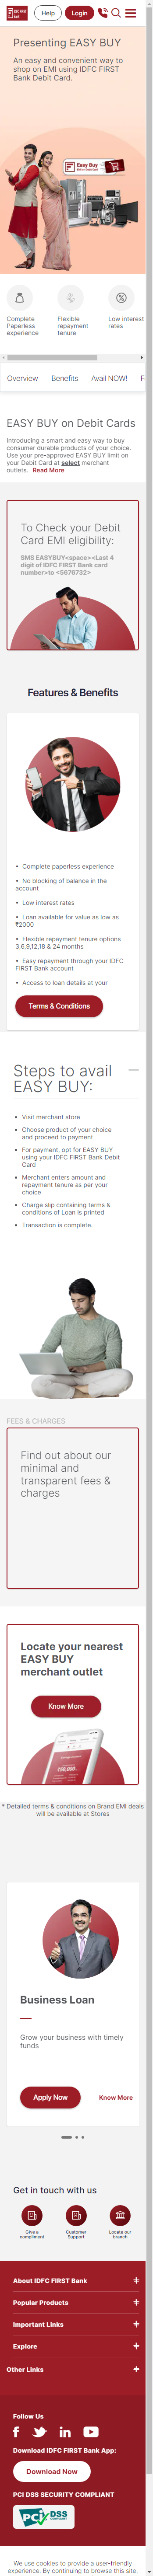 IDFC FIRST Bank
Help
Login
Presenting EASY BUY
An easy and convenient way to
shop on EMI using IDFC FIRST
Bank Debit Card.
Easy Buy
Complete
Paperless
experience
Flexible
repayment
tenure
Low interest
rates
Overview
Benefits
Avail NOW!
EASY BUY on Debit Cards
Introducing a smart and easy way to buy
consumer durable products of your choice.
Use your pre-approved EASY BUY limit on
your Debit Card at select merchant
outlets. Read More
To Check your Debit
Card EMI eligibility:
SMS EASYBUY<space><Last 4
digit of IDFC FIRST Bank card
number>to <5676732>
Features & Benefits
• Complete paperless experience
• No blocking of balance in the
account
• Low interest rates
• Loan available for value as low as
₹2000
• Flexible repayment tenure options
3,6,9,12,18 & 24 months
• Easy repayment through your IDFC
FIRST Bank account
• Access to loan details at your
Terms & Conditions
Steps to avail
EASY BUY:
• Visit merchant store
• Choose product of your choice
and proceed to payment
• For payment, opt for EASY BUY
using your IDFC FIRST Bank Debit
Card
• Merchant enters amount and
repayment tenure as per your
choice
• Charge slip containing terms &
conditions of Loan is printed
• Transaction is complete.
FEES & CHARGES
Find out about our
minimal and
transparent fees &
charges
Locate your nearest
EASY BUY
merchant outlet
Know More
₹50,000
* Detailed terms & conditions on Brand EMI deals
will be available at Stores
Business Loan
Grow your business with timely
funds
Apply Now
Know More
Get in touch with us
Give a
compliment
Customer
Support
Locate our
branch
About IDFC FIRST Bank
Popular Products
Important Links
Explore
Other Links
Follow Us
Download IDFC FIRST Bank App:
Download Now
PCI DSS SECURITY COMPLIANT
PCI DSS
COMPLIANT
We use cookies to provide a user-friendly
experience. By continuing to browse this site,